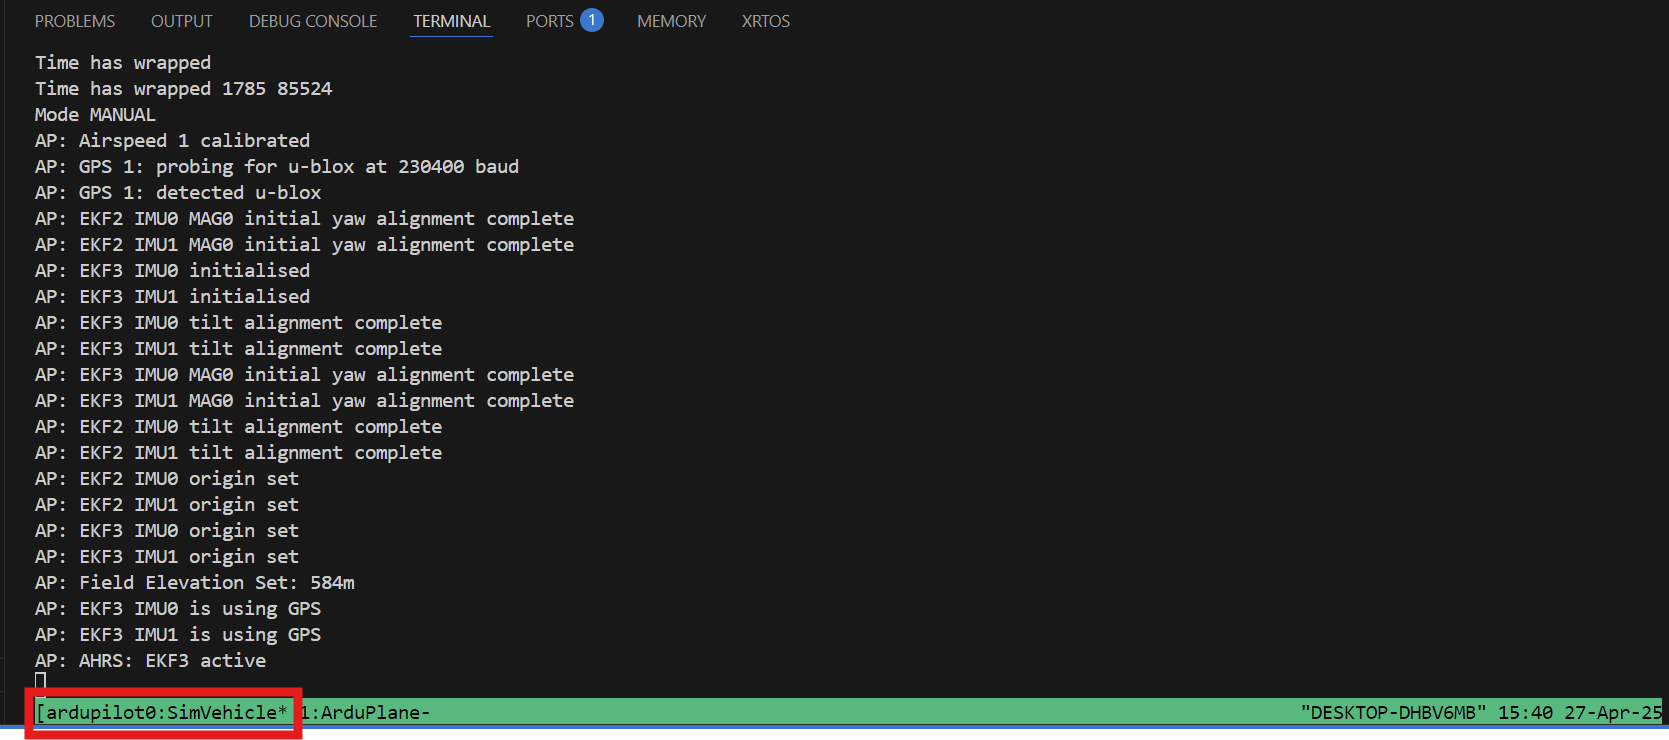 PROBLEMS OUTPUT DEBUG CONSOLE TERMINAL PORTS 1 MEMORY XRTOS
Time has wrapped
Time has wrapped 1785 85524
Mode MANUAL
AP: Airspeed 1 calibrated
AP: GPS 1: probing for u-blox at 230400 baud
AP: GPS 1: detected u-blox
AP: EKF2 IMU0 MAG0 initial yaw alignment complete
AP: EKF2 IMU1 MAG0 initial yaw alignment complete
AP: EKF3 IMU0 initialised
AP: EKF3 IMU1 initialised
AP: EKF3 IMU0 tilt alignment complete
AP: EKF3 IMU1 tilt alignment complete
AP: EKF3 IMU0 MAG0 initial yaw alignment complete
AP: EKF3 IMU1 MAG0 initial yaw alignment complete
AP: EKF2 IMU0 tilt alignment complete
AP: EKF2 IMU1 tilt alignment complete
AP: EKF2 IMU0 origin set
AP: EKF2 IMU1 origin set
AP: EKF3 IMU0 origin set
AP: EKF3 IMU1 origin set
AP: Field Elevation Set: 584m
AP: EKF3 IMU0 is using GPS
AP: EKF3 IMU1 is using GPS
AP: AHRS: EKF3 active
[ardupilot0:SimVehicle* 1:ArduPlane- "DESKTOP-DHBV6MB" 15:40 27-Apr-25